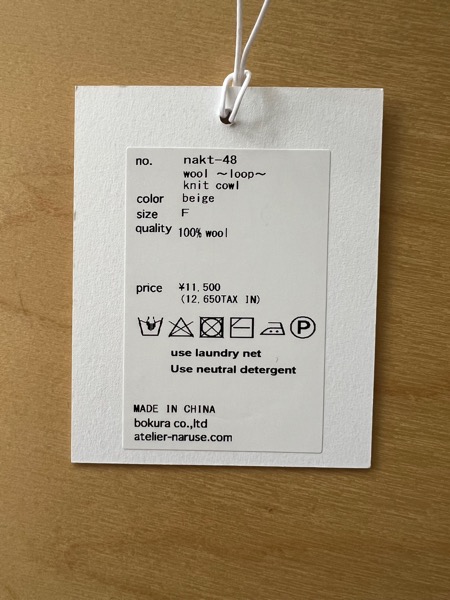 no. nakt-48
wool ～loop～
knit cowl
color beige
size F
quality 100% wool
price ¥11,500
(12,650TAX IN)
P
use laundry net
Use neutral detergent
MADE IN CHINA
bokura co.,ltd
atelier-naruse.com